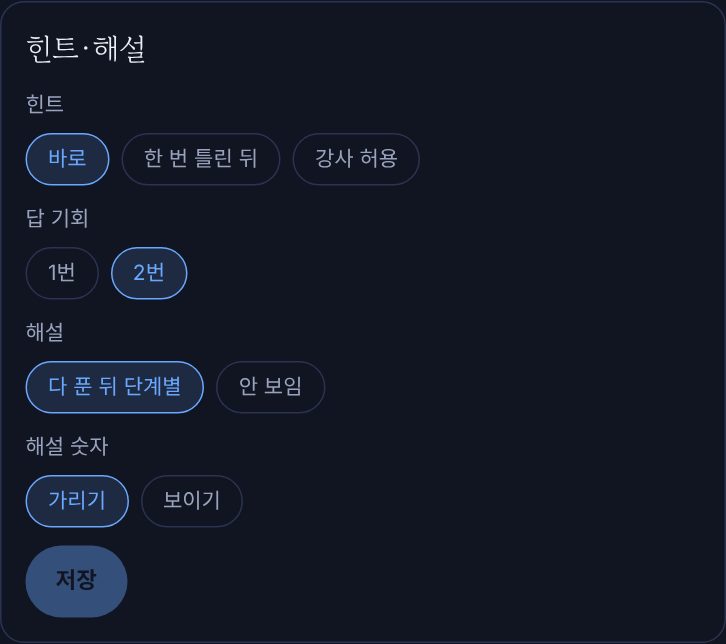 힌트·해설
힌트
바로 한 번 틀린 뒤 강사 허용
답 기회
1번 2번
해설
다 푼 뒤 단계별 안 보임
해설 숫자
가리기 보이기
저장